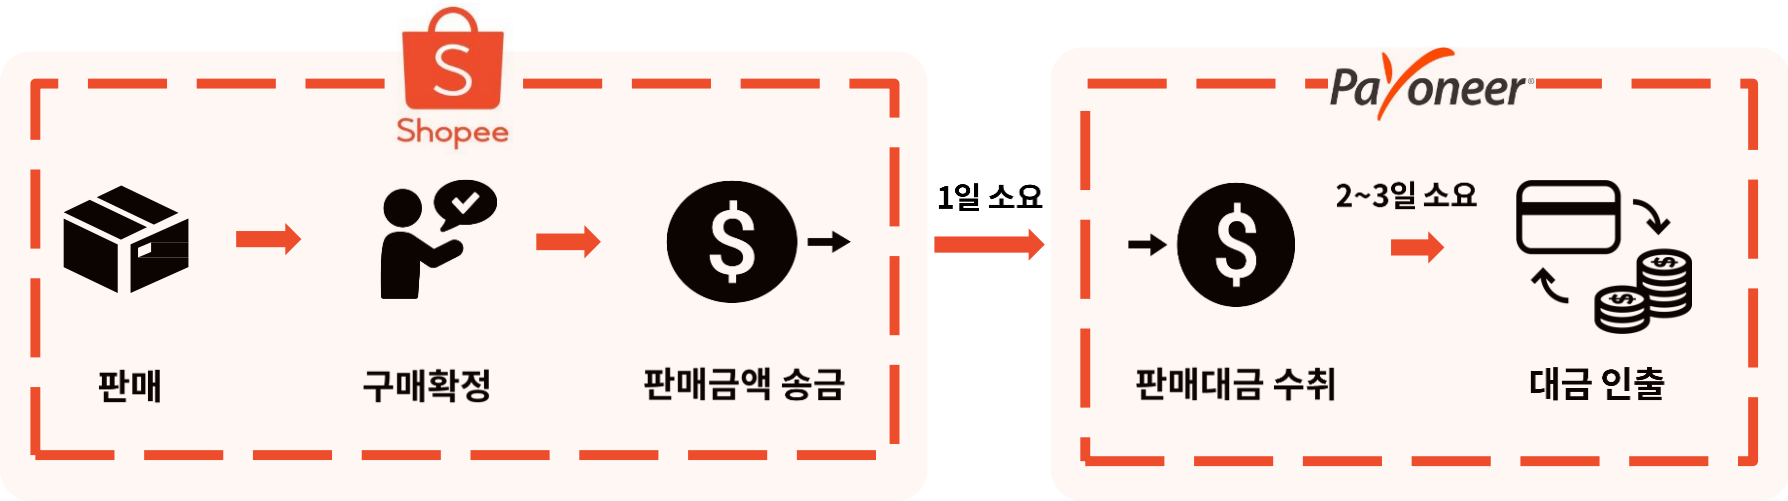 Shopee
Payoneer®
1일 소요
2~3일 소요
판매
구매확정
판매금액 송금
판매대금 수취
대금 인출